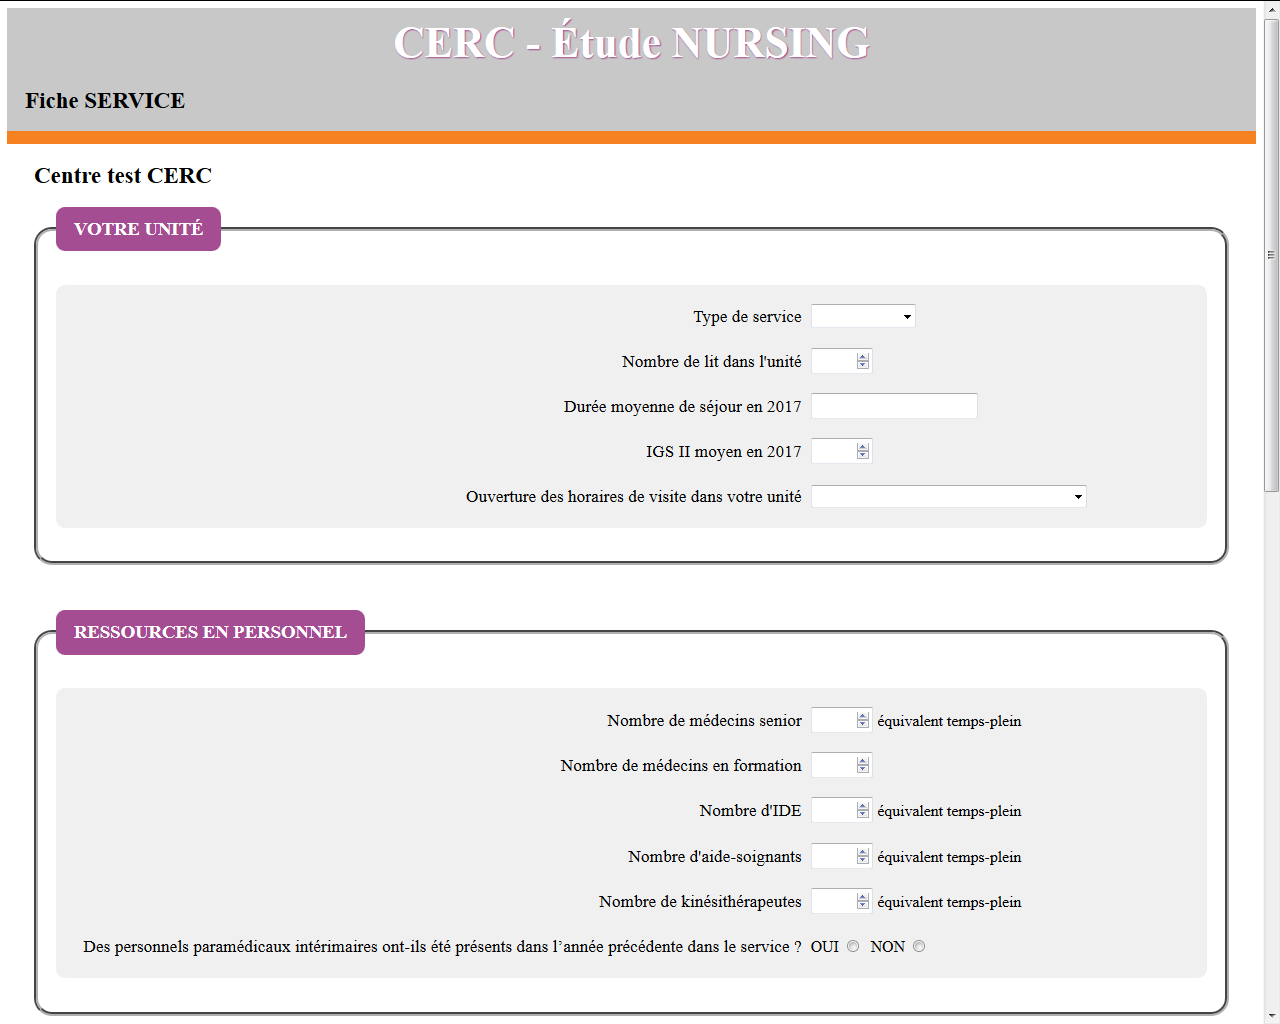 CERC - Étude NURSING
Fiche SERVICE
Centre test CERC
VOTRE UNITÉ
Type de service
Nombre de lit dans l'unité
Durée moyenne de séjour en 2017
IGS II moyen en 2017
Ouverture des horaires de visite dans votre unité
RESSOURCES EN PERSONNEL
Nombre de médecins senior équivalent temps-plein
Nombre de médecins en formation
Nombre d'IDE équivalent temps-plein
Nombre d'aide-soignants équivalent temps-plein
Nombre de kinésithérapeutes équivalent temps-plein
Des personnels paramédicaux intérimaires ont-ils été présents dans l’année précédente dans le service ? OUI NON